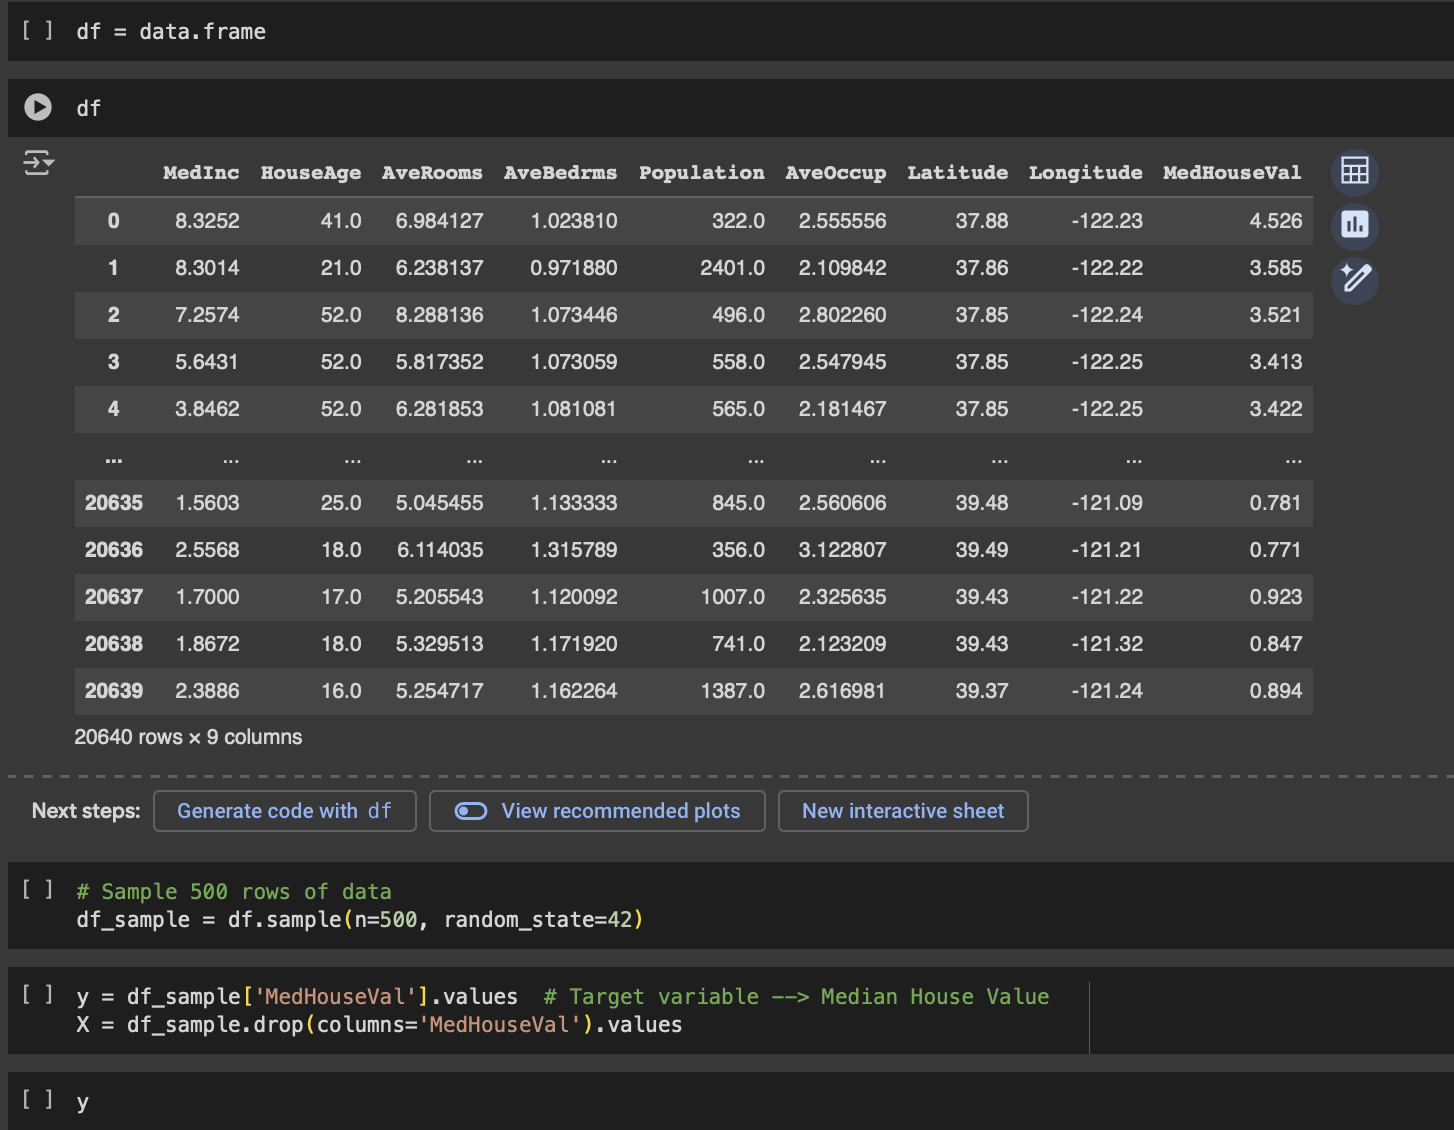 [ ] df = data.frame
df
MedInc HouseAge AveRooms AveBedrms Population AveOccup Latitude Longitude MedHouseVal
0 8.3252 41.0 6.984127 1.023810 322.0 2.555556 37.88 -122.23 4.526
1 8.3014 21.0 6.238137 0.971880 2401.0 2.109842 37.86 -122.22 3.585
2 7.2574 52.0 8.288136 1.073446 496.0 2.802260 37.85 -122.24 3.521
3 5.6431 52.0 5.817352 1.073059 558.0 2.547945 37.85 -122.25 3.413
4 3.8462 52.0 6.281853 1.081081 565.0 2.181467 37.85 -122.25 3.422
... ... ... ... ... ... ... ... ... ...
20635 1.5603 25.0 5.045455 1.133333 845.0 2.560606 39.48 -121.09 0.781
20636 2.5568 18.0 6.114035 1.315789 356.0 3.122807 39.49 -121.21 0.771
20637 1.7000 17.0 5.205543 1.120092 1007.0 2.325635 39.43 -121.22 0.923
20638 1.8672 18.0 5.329513 1.171920 741.0 2.123209 39.43 -121.32 0.847
20639 2.3886 16.0 5.254717 1.162264 1387.0 2.616981 39.37 -121.24 0.894
20640 rows × 9 columns
Next steps: Generate code with df View recommended plots New interactive sheet
[ ] # Sample 500 rows of data
df_sample = df.sample(n=500, random_state=42)
[ ] y = df_sample['MedHouseVal'].values # Target variable --> Median House Value
X = df_sample.drop(columns='MedHouseVal').values
[ ] y